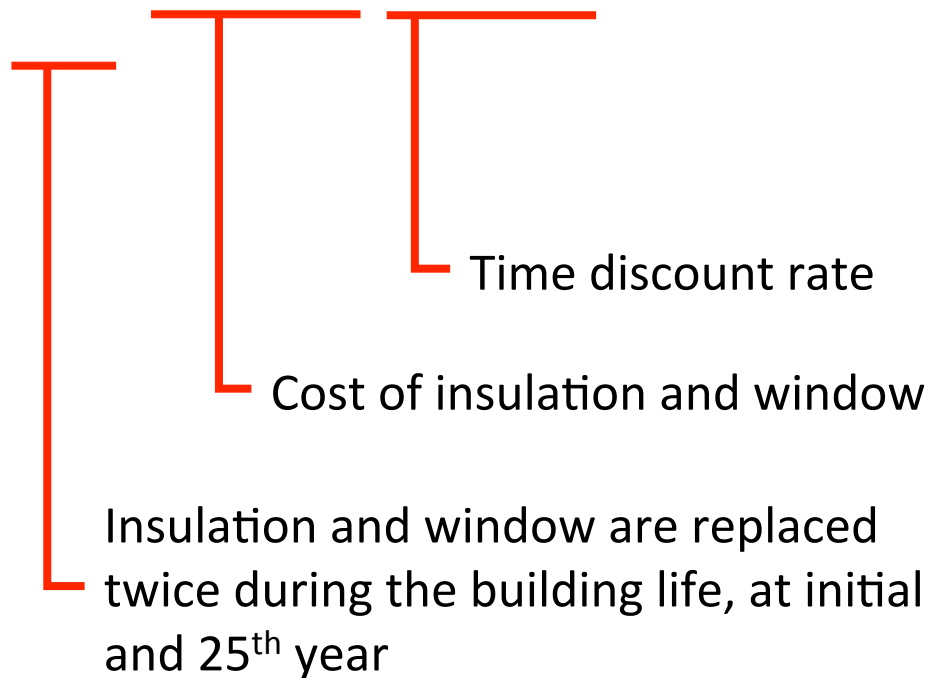 Time discount rate
Cost of insulation and window
Insulation and window are replaced
twice during the building life, at initial
and 25th year